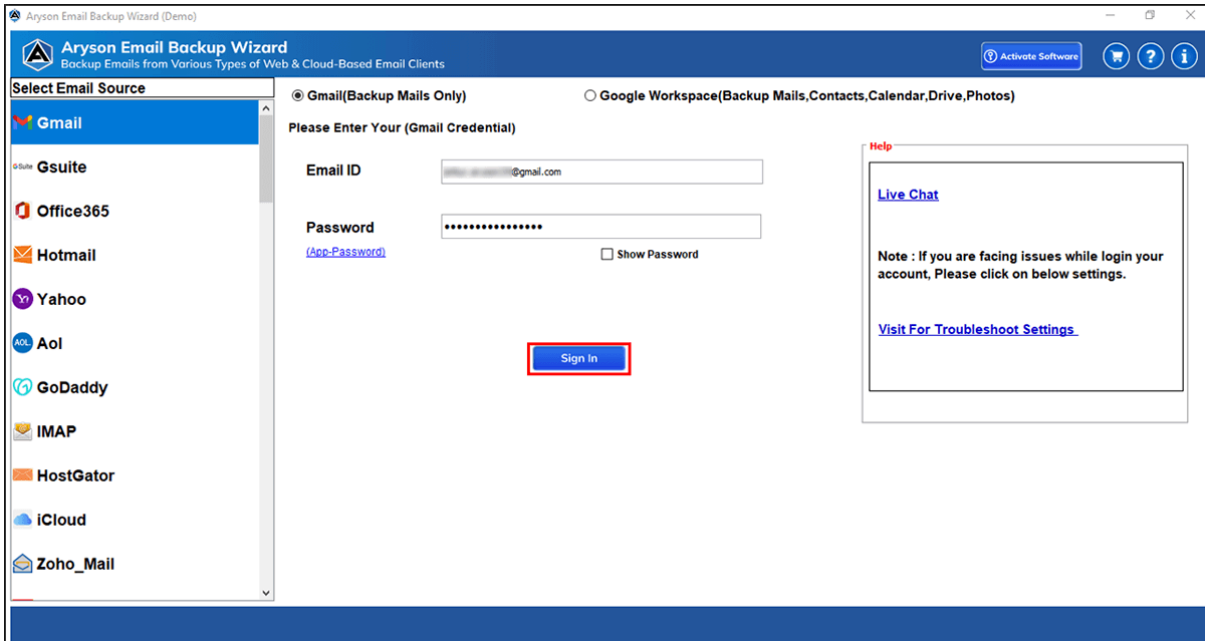 Aryson Email Backup Wizard (Demo)
Aryson Email Backup Wizard
Backup Emails from Various Types of Web & Cloud-Based Email Clients
Activate Software
Select Email Source
Gmail
G Suite Gsuite
Office365
Hotmail
Yahoo
AOL Aol
GoDaddy
IMAP
HostGator
iCloud
Zoho_Mail
Gmail(Backup Mails Only)
Google Workspace(Backup Mails,Contacts,Calendar,Drive,Photos)
Please Enter Your (Gmail Credential)
Email ID
@gmail.com
Password
(App-Password)
Show Password
Sign In
Help
Live Chat
Note : If you are facing issues while login your
account, Please click on below settings.
Visit For Troubleshoot Settings